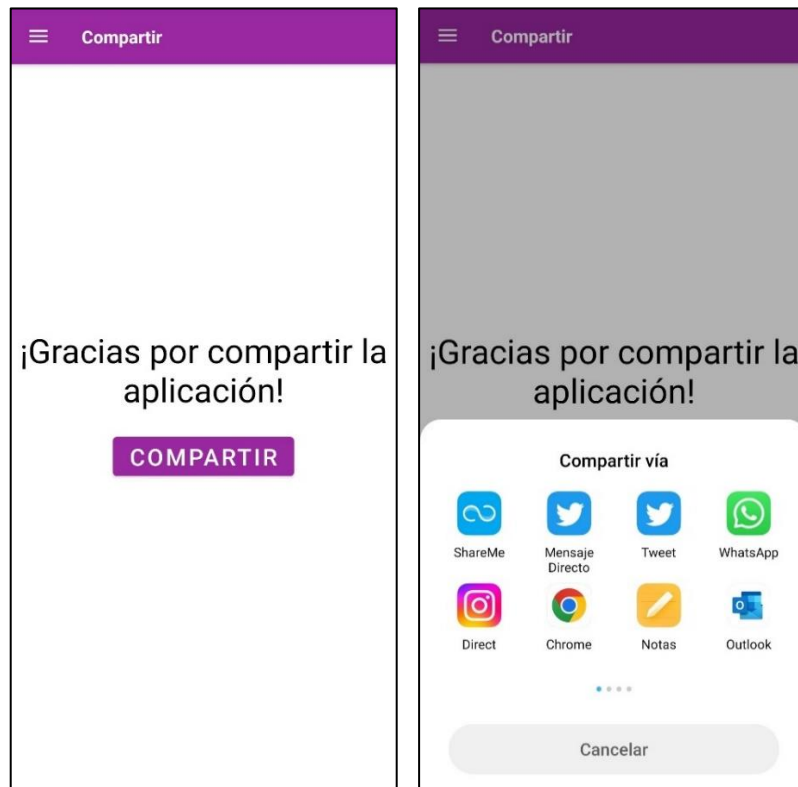 Compartir
¡Gracias por compartir la
aplicación!
COMPARTIR
Compartir
¡Gracias por compartir la
aplicación!
Compartir vía
ShareMe
Mensaje
Directo
Tweet
WhatsApp
Direct
Chrome
Notas
Outlook
Cancelar